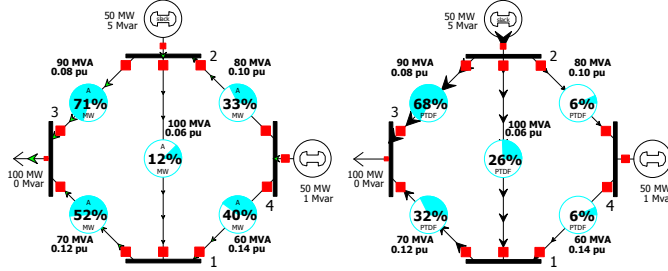 50 MW
5 Mvar
slack
90 MVA
0.08 pu
2
80 MVA
0.10 pu
3
A
71%
MW
A
33%
MW
100 MVA
0.06 pu
A
12%
MW
100 MW
0 Mvar
50 MW
1 Mvar
4
A
52%
MW
A
40%
MW
70 MVA
0.12 pu
1
60 MVA
0.14 pu
50 MW
5 Mvar
slack
90 MVA
0.08 pu
2
80 MVA
0.10 pu
3
68%
PTDF
6%
PTDF
100 MVA
0.06 pu
26%
PTDF
100 MW
0 Mvar
50 MW
1 Mvar
4
32%
PTDF
6%
PTDF
70 MVA
0.12 pu
1
60 MVA
0.14 pu